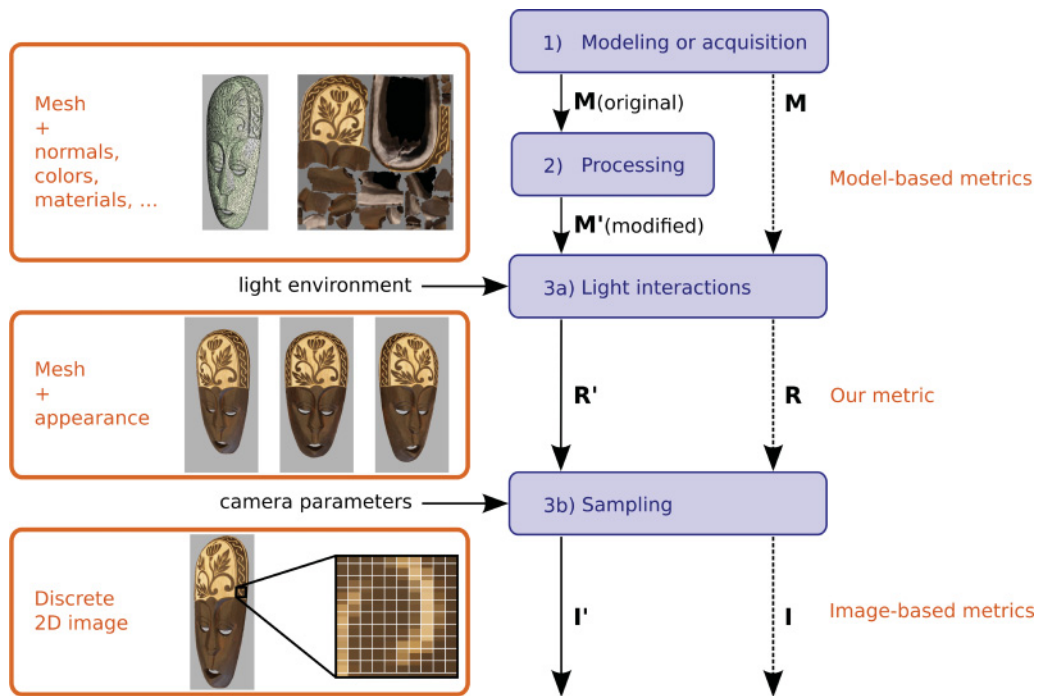 1) Modeling or acquisition
Mesh
+
normals,
colors,
materials, ...
M(original)
M
2) Processing
Model-based metrics
M'(modified)
light environment
3a) Light interactions
Mesh
+
appearance
R'
R
Our metric
camera parameters
3b) Sampling
Discrete
2D image
I'
I
Image-based metrics